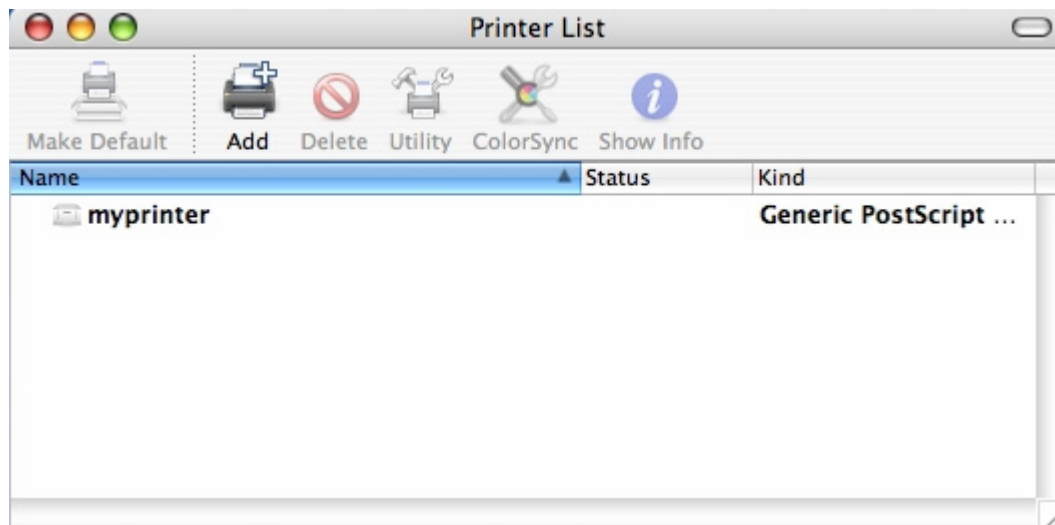 Printer List
Make Default Add Delete Utility ColorSync Show Info
Name Status Kind
myprinter Generic PostScript ...